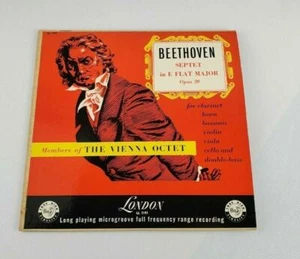 BEETHOVEN
SEPTET
in E FLAT MAJOR
Opus 20
for clarinet
horn
bassoon
violin
viola
cello and
double-bass
Members of THE VIENNA OCTET
LONDON
Long playing microgroove full frequency range recording